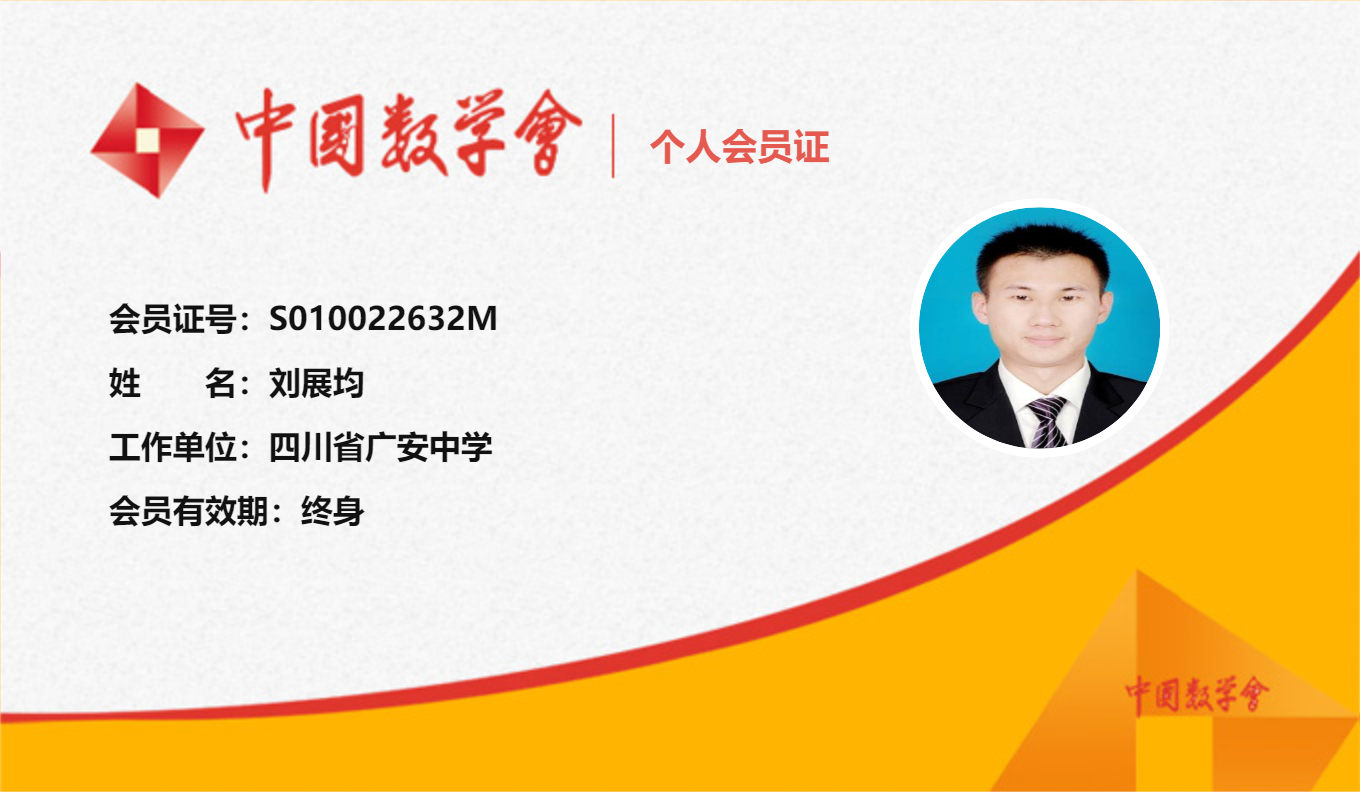 中國数学會 个人会员证
会员证号：S010022632M
姓　　名：刘展均
工作单位：四川省广安中学
会员有效期：终身
中國数学會